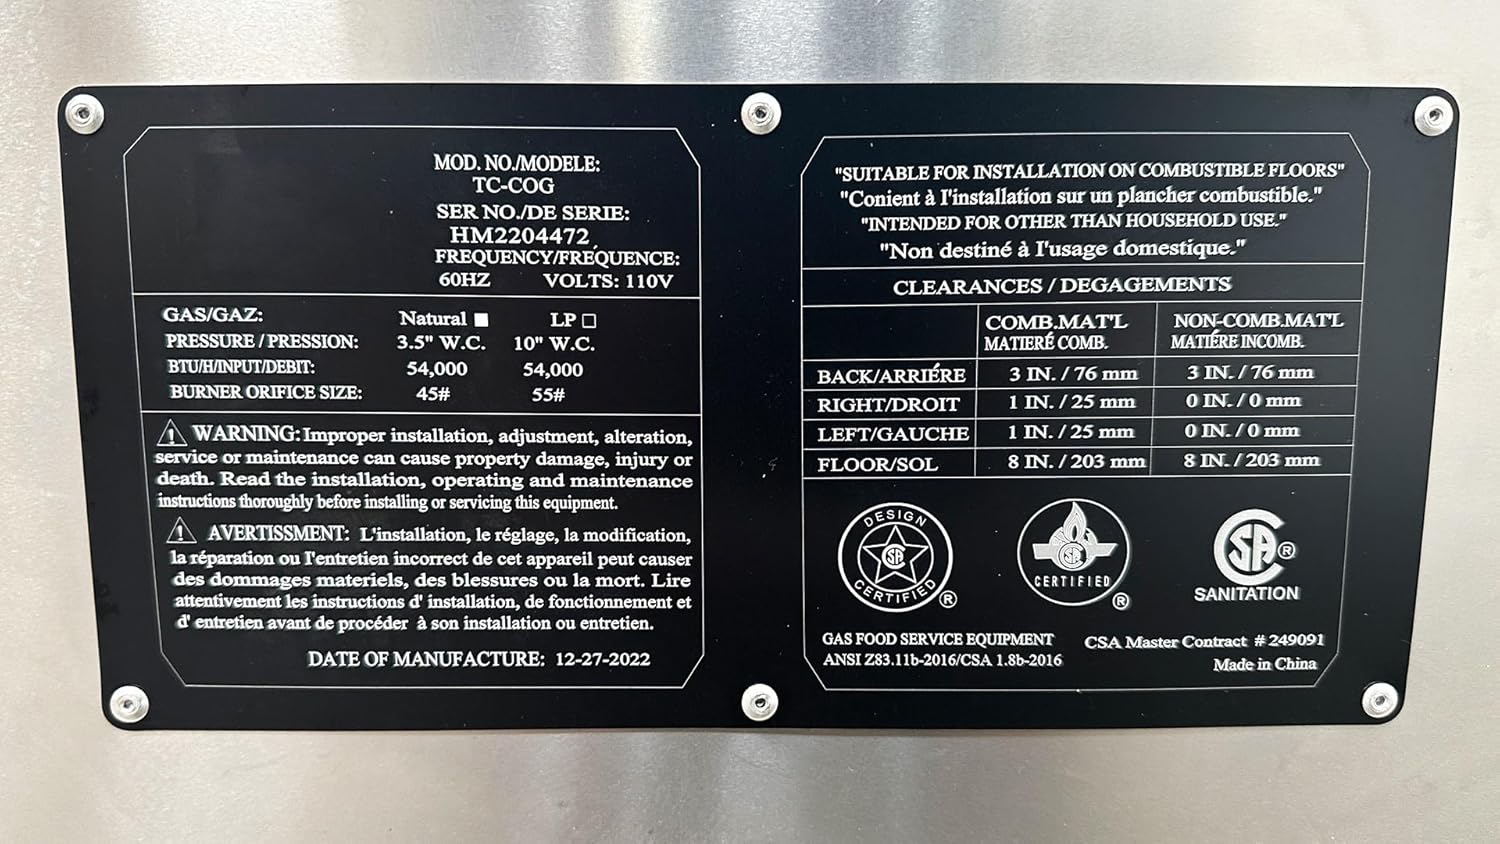 MOD. NO./MODELE:
TC-COG
SER NO./DE SERIE:
HM2204472
FREQUENCY/FRÉQUENCE:
60HZ VOLTS: 110V
GAS/GAZ: Natural ■ LP □
PRESSURE / PRESSION: 3.5" W.C. 10" W.C.
BTU/H/INPUT/DEBIT: 54,000 54,000
BURNER ORIFICE SIZE: 45# 55#
WARNING: Improper installation, adjustment, alteration,
service or maintenance can cause property damage, injury or
death. Read the installation, operating and maintenance
instructions thoroughly before installing or servicing this equipment.
AVERTISSMENT: L'installation, le réglage, la modification,
la réparation ou l'entretien incorrect de cet appareil peut causer
des dommages materiels, des blessures ou la mort. Lire
attentivement les instructions d' installation, de fonctionnement et
d' entretien avant de procéder à son installation ou entretien.
DATE OF MANUFACTURE: 12-27-2022
"SUITABLE FOR INSTALLATION ON COMBUSTIBLE FLOORS"
"Conient à I'installation sur un plancher combustible."
"INTENDED FOR OTHER THAN HOUSEHOLD USE."
"Non destiné à I'usage domestique."
CLEARANCES / DEGAGEMENTS
COMB.MAT'L NON-COMB.MAT'L
MATIERÉ COMB. MATIÉRE INCOMB.
BACK/ARRIÉRE 3 IN. / 76 mm 3 IN. / 76 mm
RIGHT/DROIT 1 IN. / 25 mm 0 IN. / 0 mm
LEFT/GAUCHE 1 IN. / 25 mm 0 IN. / 0 mm
FLOOR/SOL 8 IN. / 203 mm 8 IN. / 203 mm
DESIGN
SA
CERTIFIED
®
SA
CERTIFIED
®
SA ®
SANITATION
GAS FOOD SERVICE EQUIPMENT
ANSI Z83.11b-2016/CSA 1.8b-2016
CSA Master Contract # 249091
Made in China